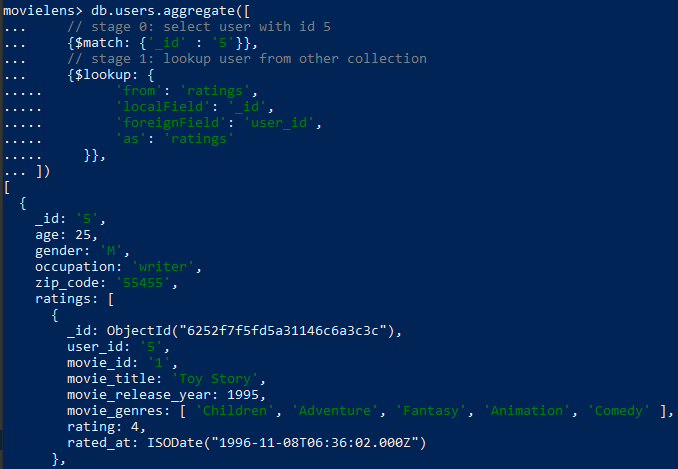 movielens> db.users.aggregate([
...     // stage 0: select user with id 5
...     {$match: {'_id' : '5'}},
...     // stage 1: lookup user from other collection
...     {$lookup: {
.....         'from': 'ratings',
.....         'localField': '_id',
.....         'foreignField': 'user_id',
.....         'as': 'ratings'
.....     }},
... ])
[
  {
    _id: '5',
    age: 25,
    gender: 'M',
    occupation: 'writer',
    zip_code: '55455',
    ratings: [
      {
        _id: ObjectId("6252f7f5fd5a31146c6a3c3c"),
        user_id: '5',
        movie_id: '1',
        movie_title: 'Toy Story',
        movie_release_year: 1995,
        movie_genres: [ 'Children', 'Adventure', 'Fantasy', 'Animation', 'Comedy' ],
        rating: 4,
        rated_at: ISODate("1996-11-08T06:36:02.000Z")
      },